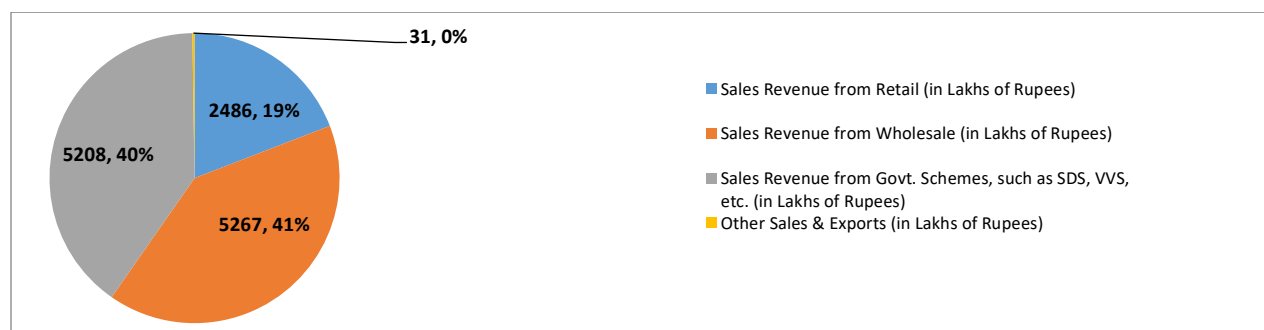 31, 0%
2486, 19%
5208, 40%
5267, 41%
Sales Revenue from Retail (in Lakhs of Rupees)
Sales Revenue from Wholesale (in Lakhs of Rupees)
Sales Revenue from Govt. Schemes, such as SDS, VVS,
etc. (in Lakhs of Rupees)
Other Sales & Exports (in Lakhs of Rupees)